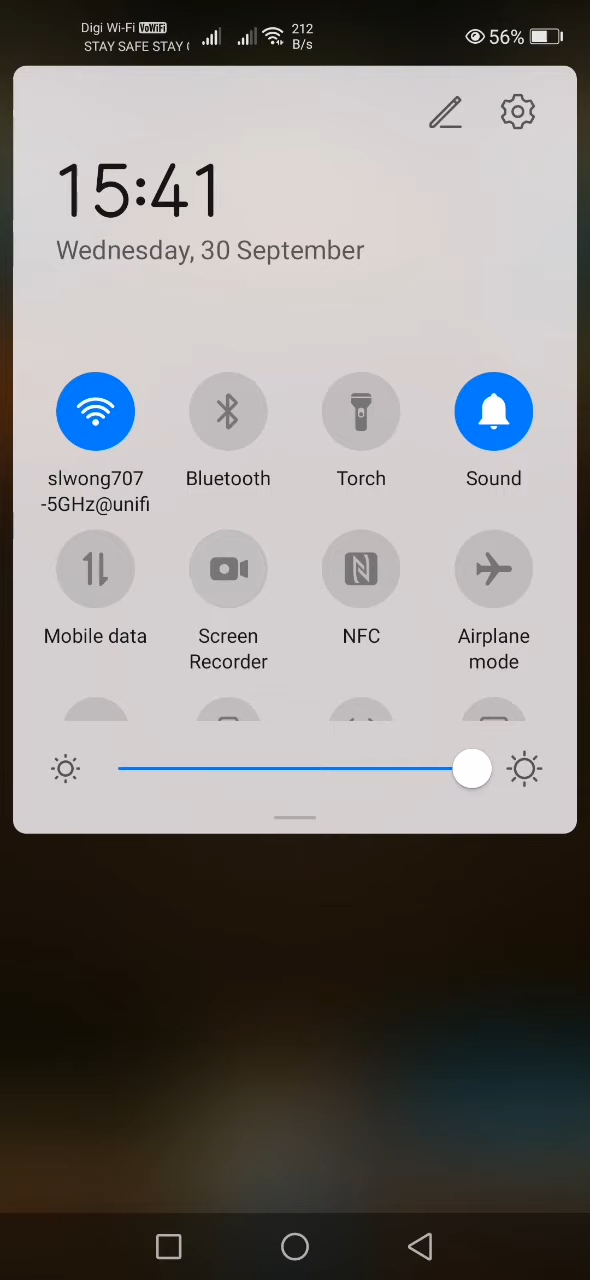 Digi Wi-Fi VoWiFi
STAY SAFE STAY
212
B/s
56%
15:41
Wednesday, 30 September
slwong707
-5GHz@unifi
Bluetooth
Torch
Sound
Mobile data
Screen
Recorder
NFC
Airplane
mode